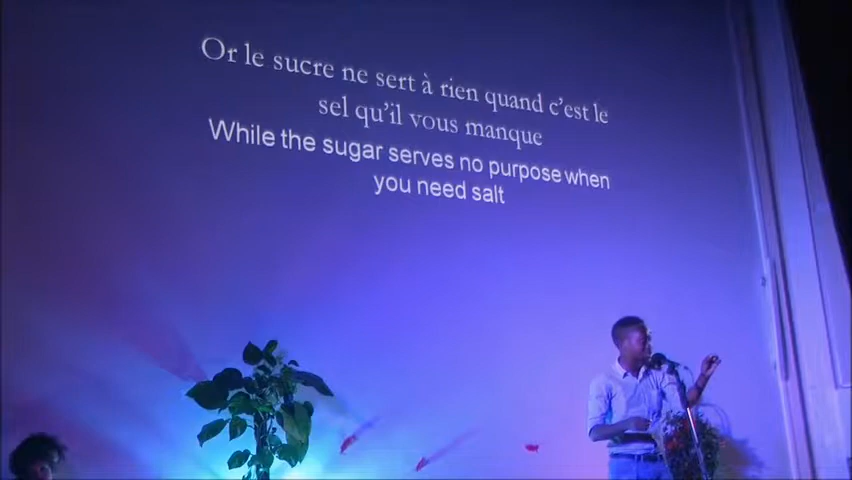 Or le sucre ne sert à rien quand c'est le
sel qu'il vous manque
While the sugar serves no purpose when
you need salt